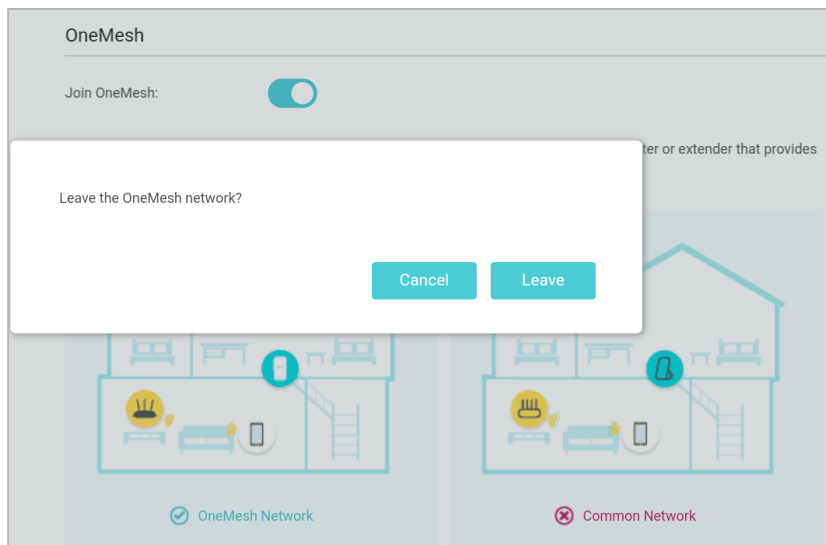 OneMesh
Join OneMesh:
ter or extender that provides
Leave the OneMesh network?
Cancel Leave
OneMesh Network Common Network